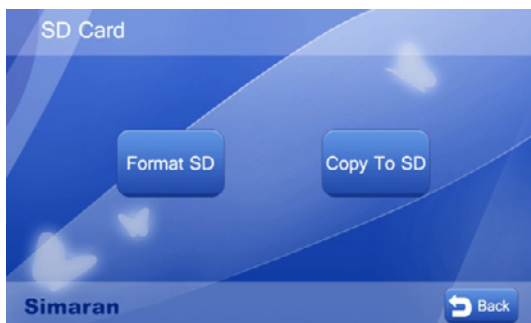 SD Card
Format SD
Copy To SD
Simaran
Back